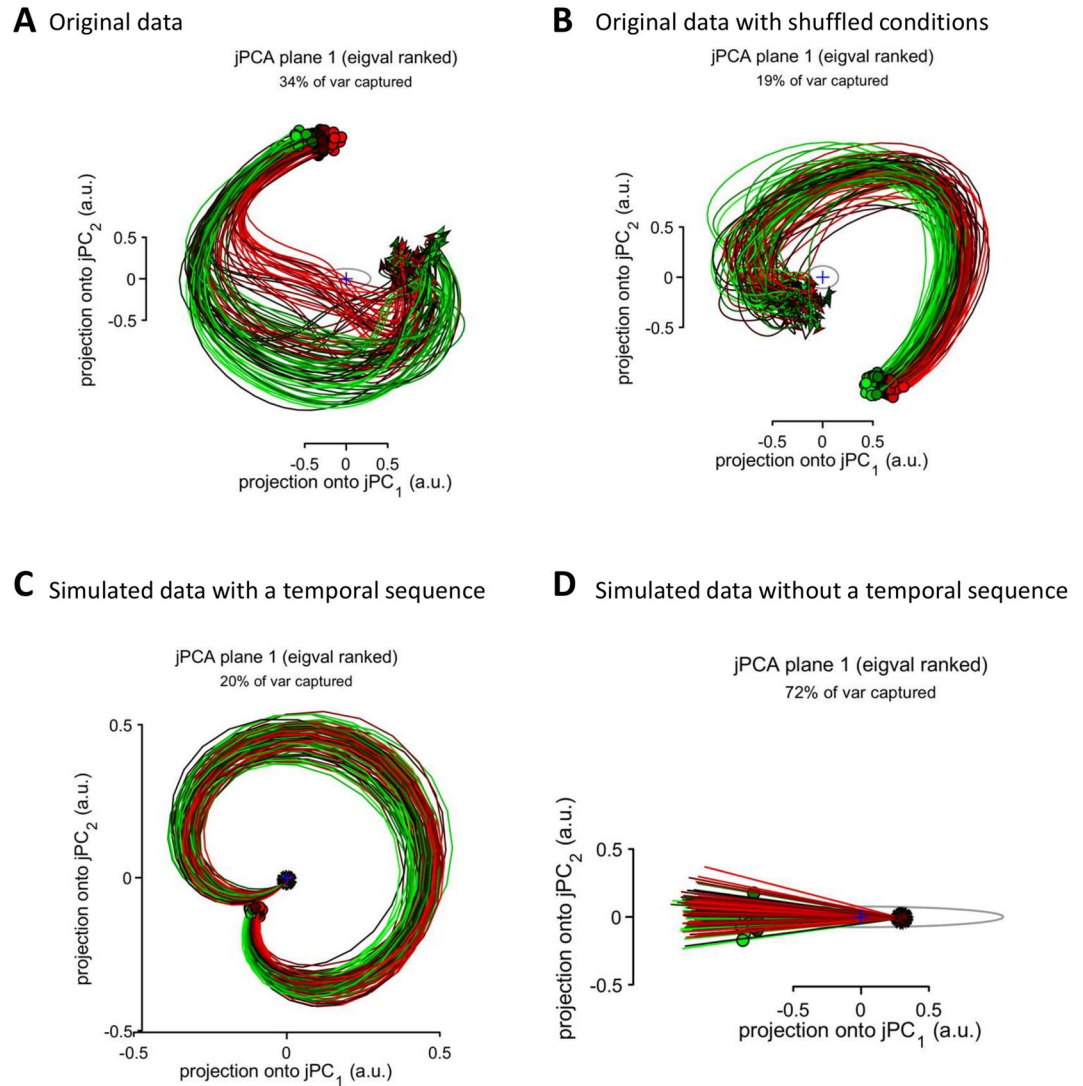 A Original data
jPCA plane 1 (eigval ranked)
34% of var captured
projection onto jPC2 (a.u.)
0.5
0
-0.5
-0.5 0 0.5
projection onto jPC1 (a.u.)
B Original data with shuffled conditions
jPCA plane 1 (eigval ranked)
19% of var captured
projection onto jPC2 (a.u.)
0.5
0
-0.5
-0.5 0 0.5
projection onto jPC1 (a.u.)
C Simulated data with a temporal sequence
jPCA plane 1 (eigval ranked)
20% of var captured
projection onto jPC2 (a.u.)
0.5
0
-0.5
-0.5 0 0.5
projection onto jPC1 (a.u.)
D Simulated data without a temporal sequence
jPCA plane 1 (eigval ranked)
72% of var captured
projection onto jPC2 (a.u.)
0.5
0
-0.5
-0.5 0 0.5
projection onto jPC1 (a.u.)